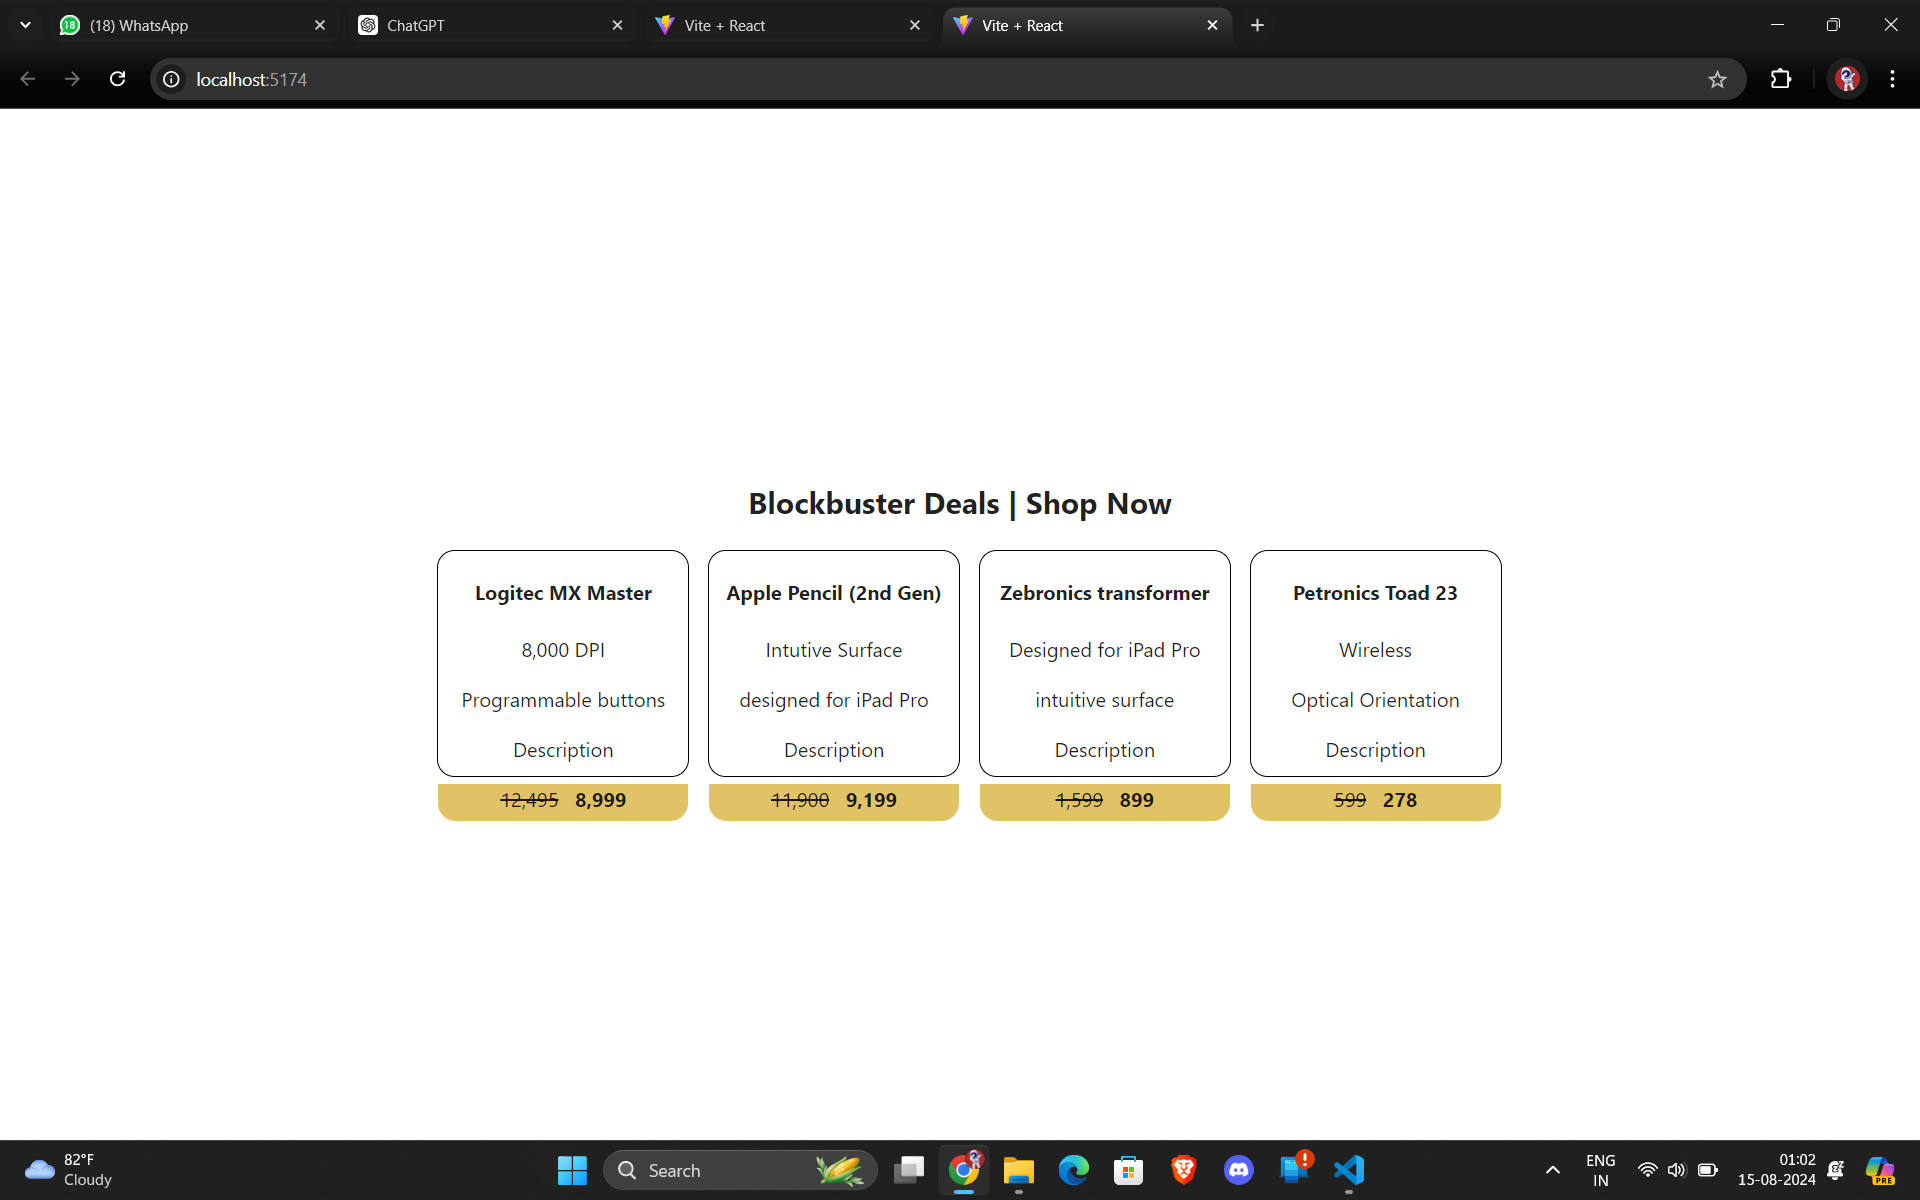 (18) WhatsApp
ChatGPT
Vite + React
Vite + React
localhost:5174
Blockbuster Deals | Shop Now
Logitec MX Master
8,000 DPI
Programmable buttons
Description
12,495 8,999
Apple Pencil (2nd Gen)
Intutive Surface
designed for iPad Pro
Description
11,900 9,199
Zebronics transformer
Designed for iPad Pro
intuitive surface
Description
1,599 899
Petronics Toad 23
Wireless
Optical Orientation
Description
599 278
82°F
Cloudy
Search
ENG
IN
01:02
15-08-2024
PRE